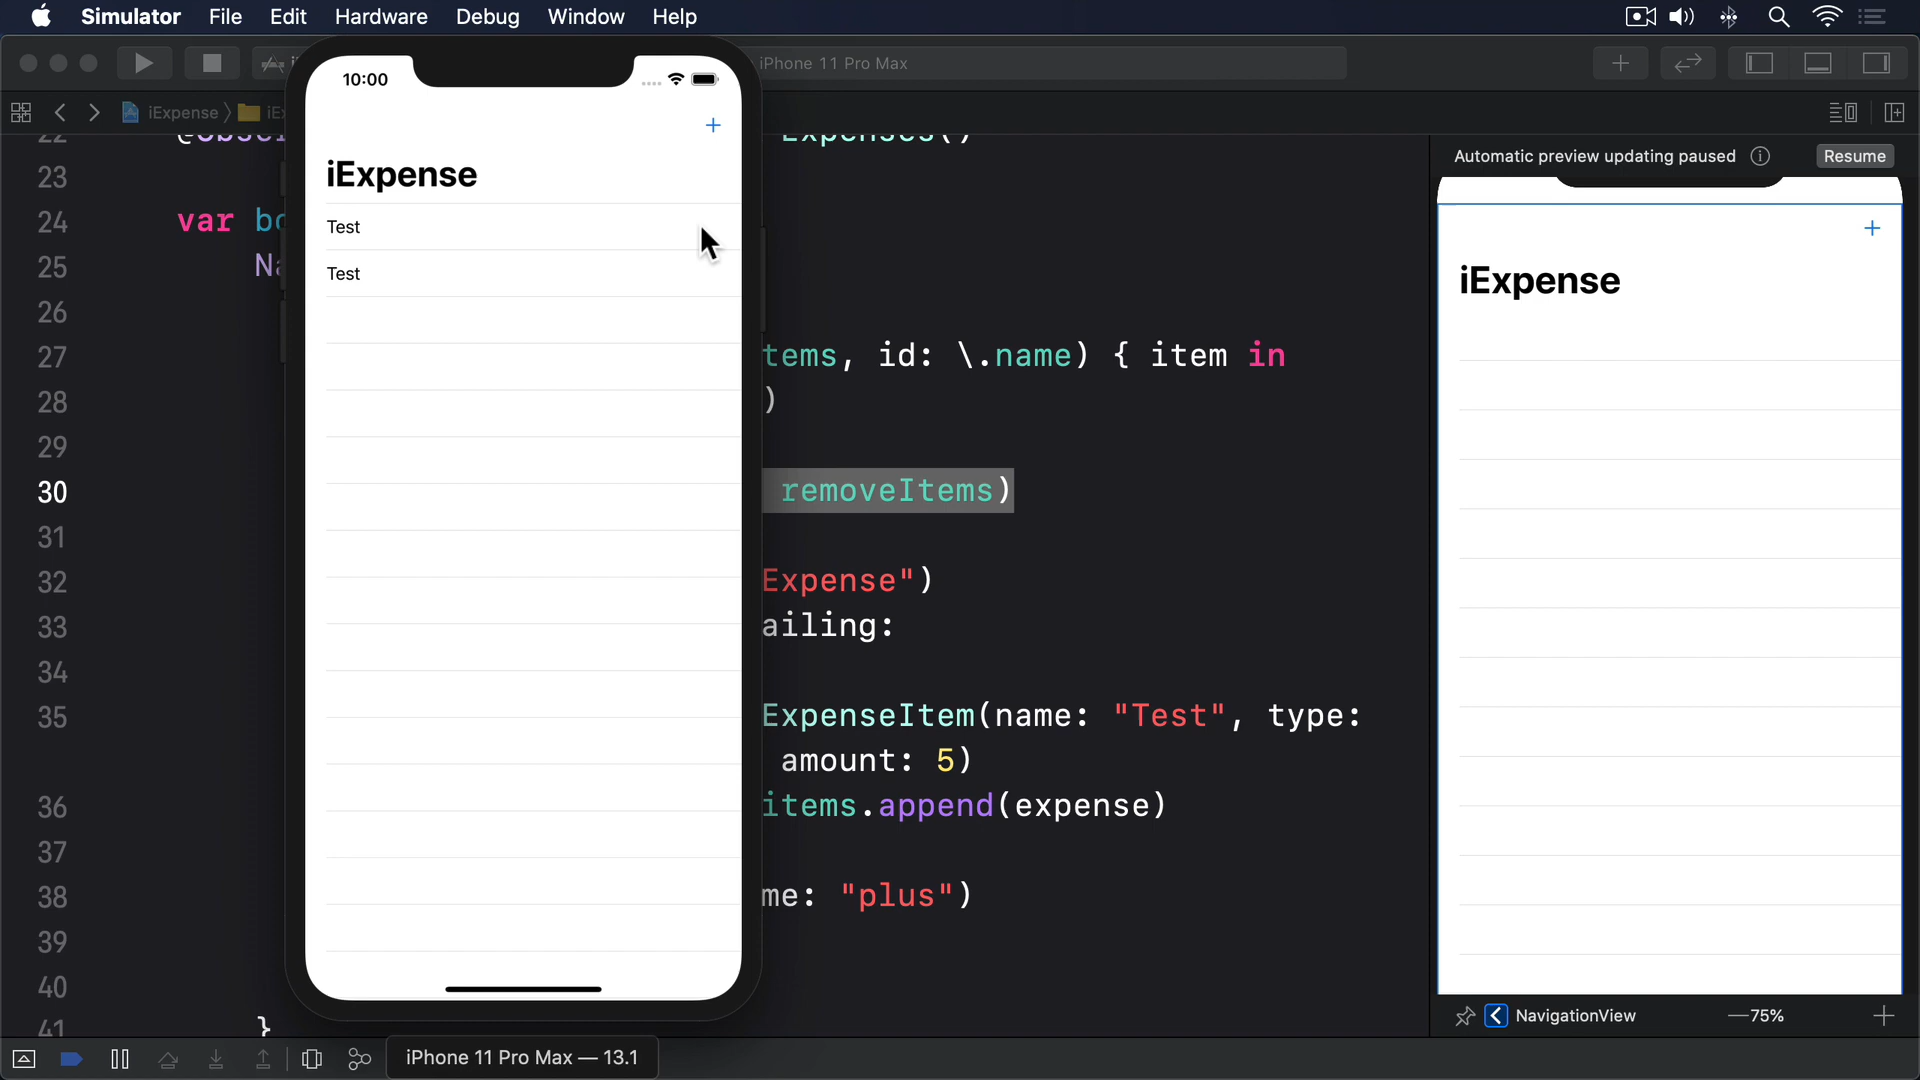 Simulator File Edit Hardware Debug Window Help
iPhone 11 Pro Max
iExpense
10:00
iExpense
Test
Test
22
23
24 var
25
26
27 tems, id: \.name) { item in
28 )
29
30 removeItems)
31
32 Expense")
33 ailing:
34
35 ExpenseItem(name: "Test", type:
amount: 5)
36 items.append(expense)
37
38 me: "plus")
39
40
41 }
Automatic preview updating paused Resume
iExpense
NavigationView 75%
iPhone 11 Pro Max — 13.1